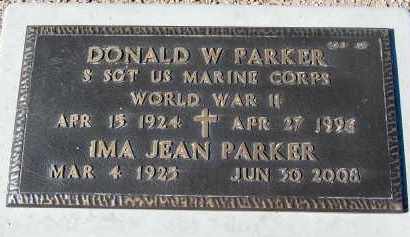 DONALD W PARKER
S SGT US MARINE CORPS
WORLD WAR II
APR 15 1924 APR 27 1996
IMA JEAN PARKER
MAR 4 1925 JUN 30 2008